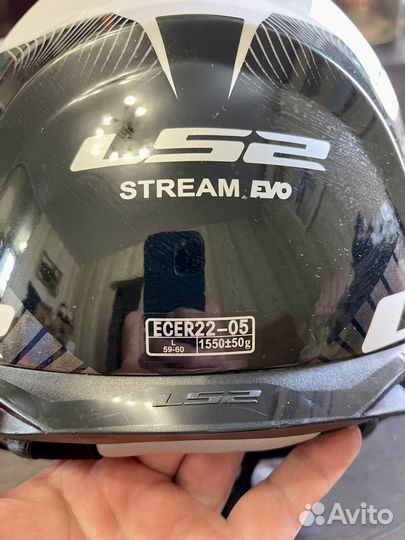 LS2
STREAM EVO
ECER22-05
L
59-60
1550±50g
LS2
Avito